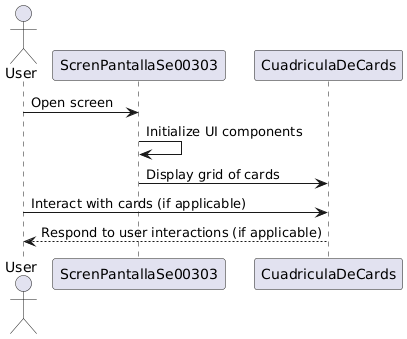 User
ScrenPantallaSe00303
CuadriculaDeCards
Open screen
Initialize UI components
Display grid of cards
Interact with cards (if applicable)
Respond to user interactions (if applicable)
User
ScrenPantallaSe00303
CuadriculaDeCards